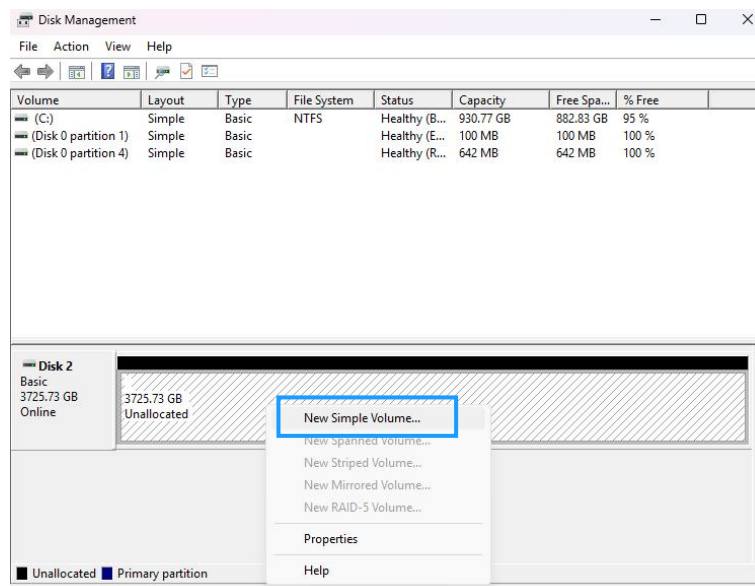 Disk Management
File Action View Help
Volume Layout Type File System Status Capacity Free Spa... % Free
(C:) Simple Basic NTFS Healthy (B... 930.77 GB 882.83 GB 95 %
(Disk 0 partition 1) Simple Basic Healthy (E... 100 MB 100 MB 100 %
(Disk 0 partition 4) Simple Basic Healthy (R... 642 MB 642 MB 100 %
Disk 2
Basic
3725.73 GB
Online
3725.73 GB
Unallocated
New Simple Volume...
New Spanned Volume...
New Striped Volume...
New Mirrored Volume...
New RAID-5 Volume...
Properties
Help
Unallocated Primary partition